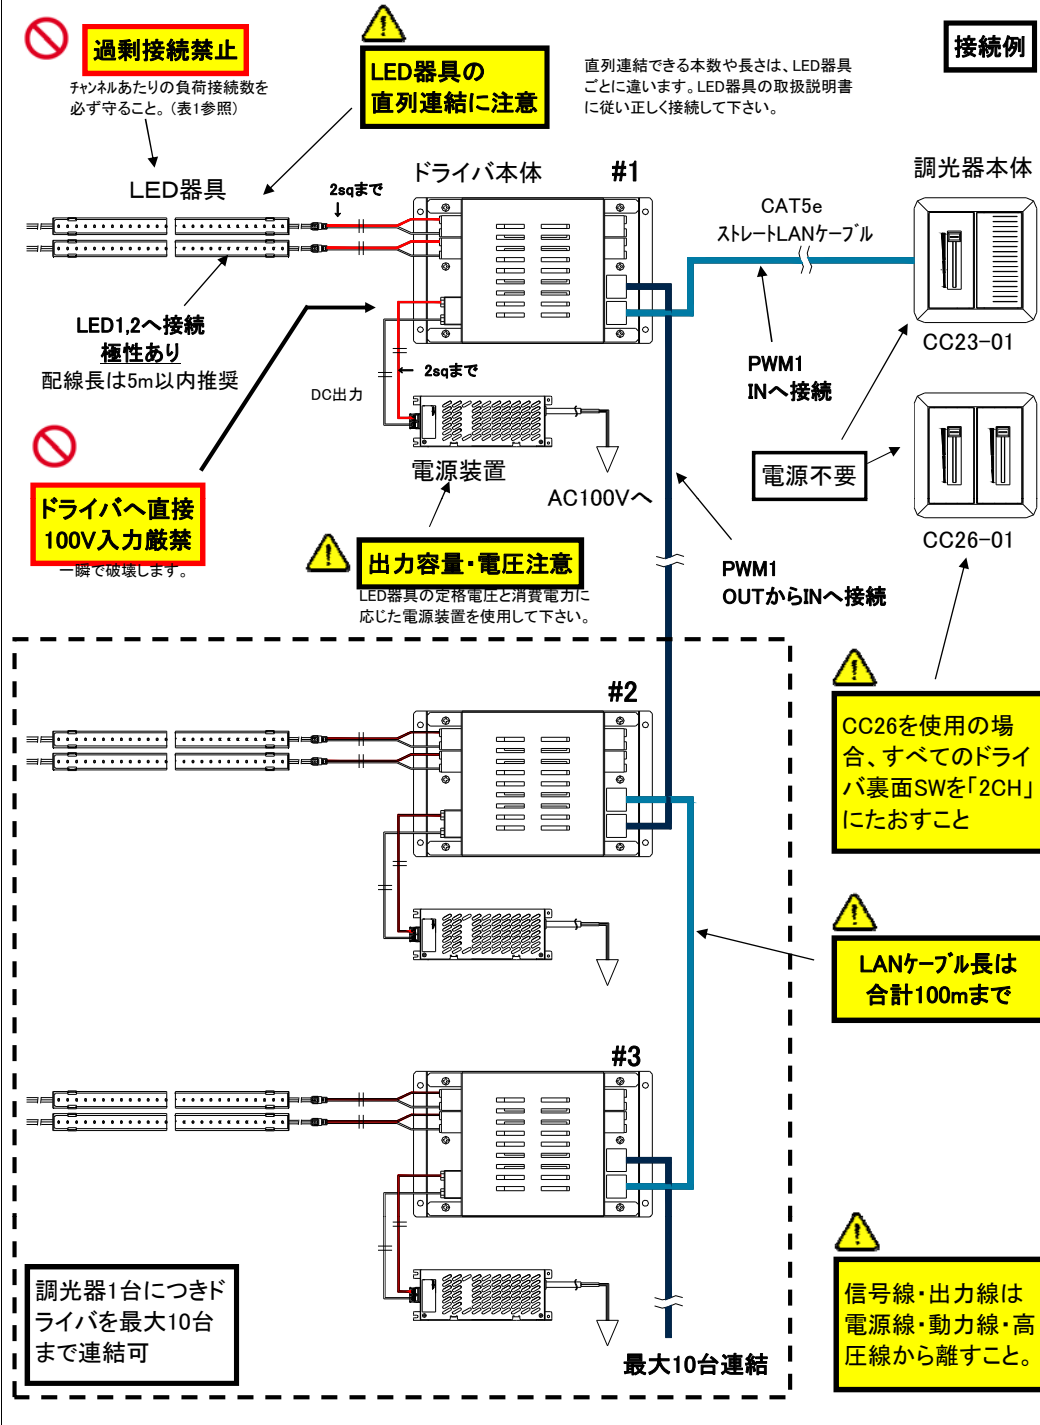 過剰接続禁止
チャンネルあたりの負荷接続数を
必ず守ること。(表1参照)
LED器具の
直列連結に注意
直列連結できる本数や長さは、LED器具
ごとに違います。LED器具の取扱説明書
に従い正しく接続して下さい。
接続例
LED器具
2sqまで
ドライバ本体
#1
CAT5e
ストレートLANケーブル
調光器本体
CC23-01
LED1,2へ接続
極性あり
配線長は5m以内推奨
2sqまで
DC出力
PWM1
INへ接続
電源装置
AC100Vへ
電源不要
CC26-01
ドライバへ直接
100V入力厳禁
一瞬で破壊します。
出力容量・電圧注意
LED器具の定格電圧と消費電力に
応じた電源装置を使用して下さい。
PWM1
OUTからINへ接続
#2
CC26を使用の場
合、すべてのドライ
バ裏面SWを「2CH」
にたおすこと
LANケーブル長は
合計100mまで
#3
調光器1台につきド
ライバを最大10台
まで連結可
最大10台連結
信号線・出力線は
電源線・動力線・高
圧線から離すこと。